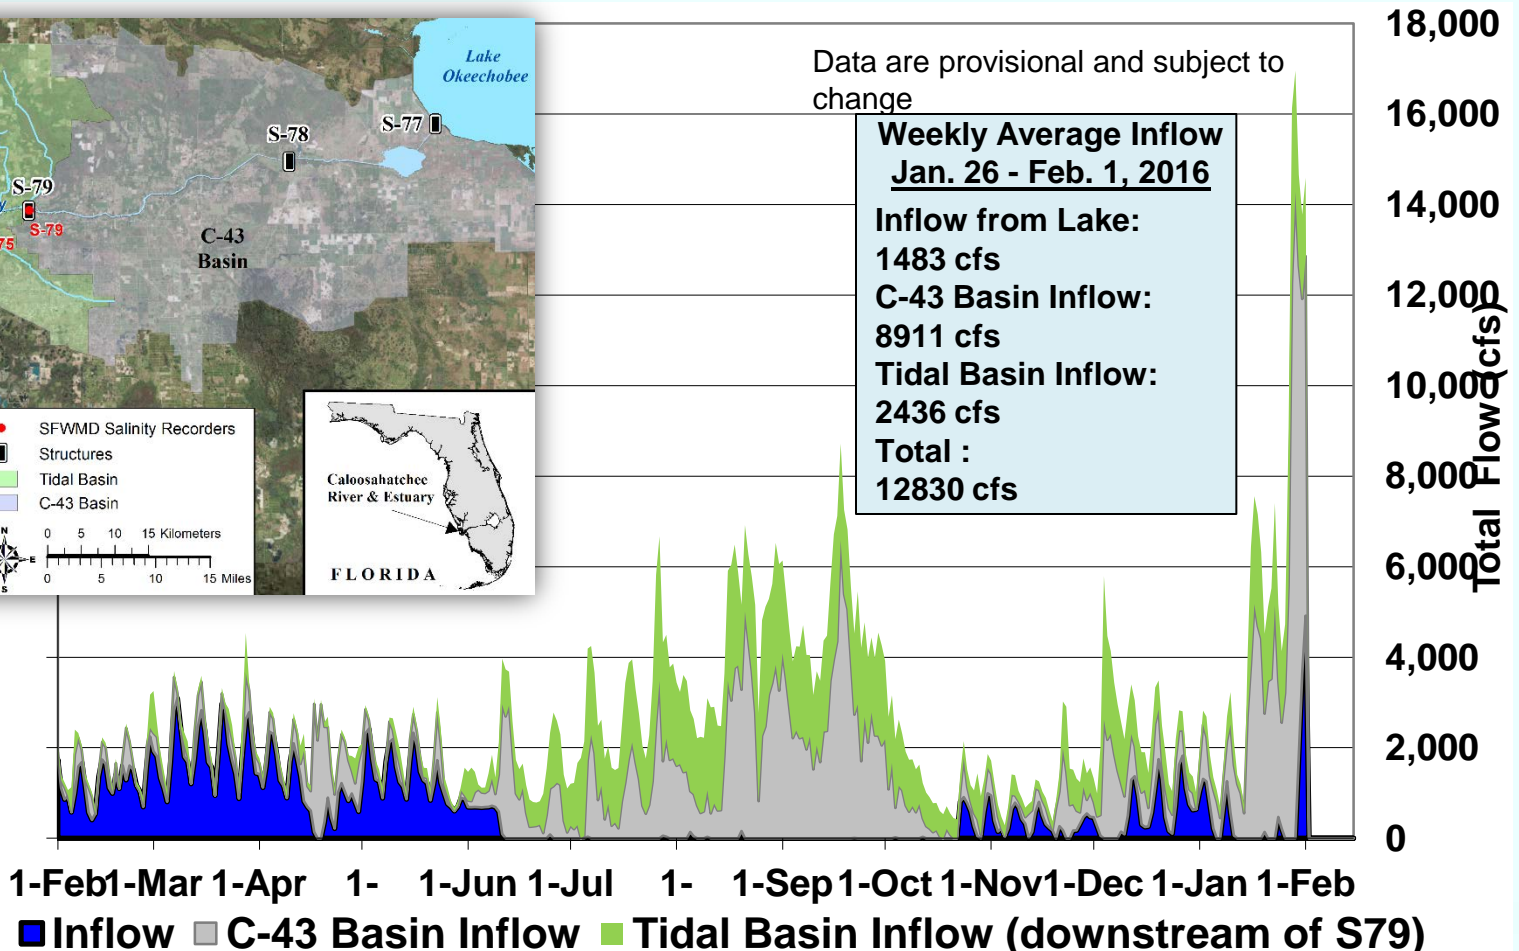 Data are provisional and subject to
change
Weekly Average Inflow
Jan. 26 - Feb. 1, 2016
Inflow from Lake:
1483 cfs
C-43 Basin Inflow:
8911 cfs
Tidal Basin Inflow:
2436 cfs
Total :
12830 cfs
Lake
Okeechobee
S-77
S-78
S-79
S-79
75
C-43
Basin
SFWMD Salinity Recorders
Structures
Tidal Basin
C-43 Basin
N
E
S
0 5 10 15 Kilometers
0 5 10 15 Miles
Caloosahatchee
River & Estuary
FLORIDA
18,000
16,000
14,000
12,000
10,000
8,000
6,000
4,000
2,000
0
Total Flow (cfs)
1-Feb 1-Mar 1-Apr 1- 1-Jun 1-Jul 1- 1-Sep 1-Oct 1-Nov 1-Dec 1-Jan 1-Feb
Inflow C-43 Basin Inflow Tidal Basin Inflow (downstream of S79)